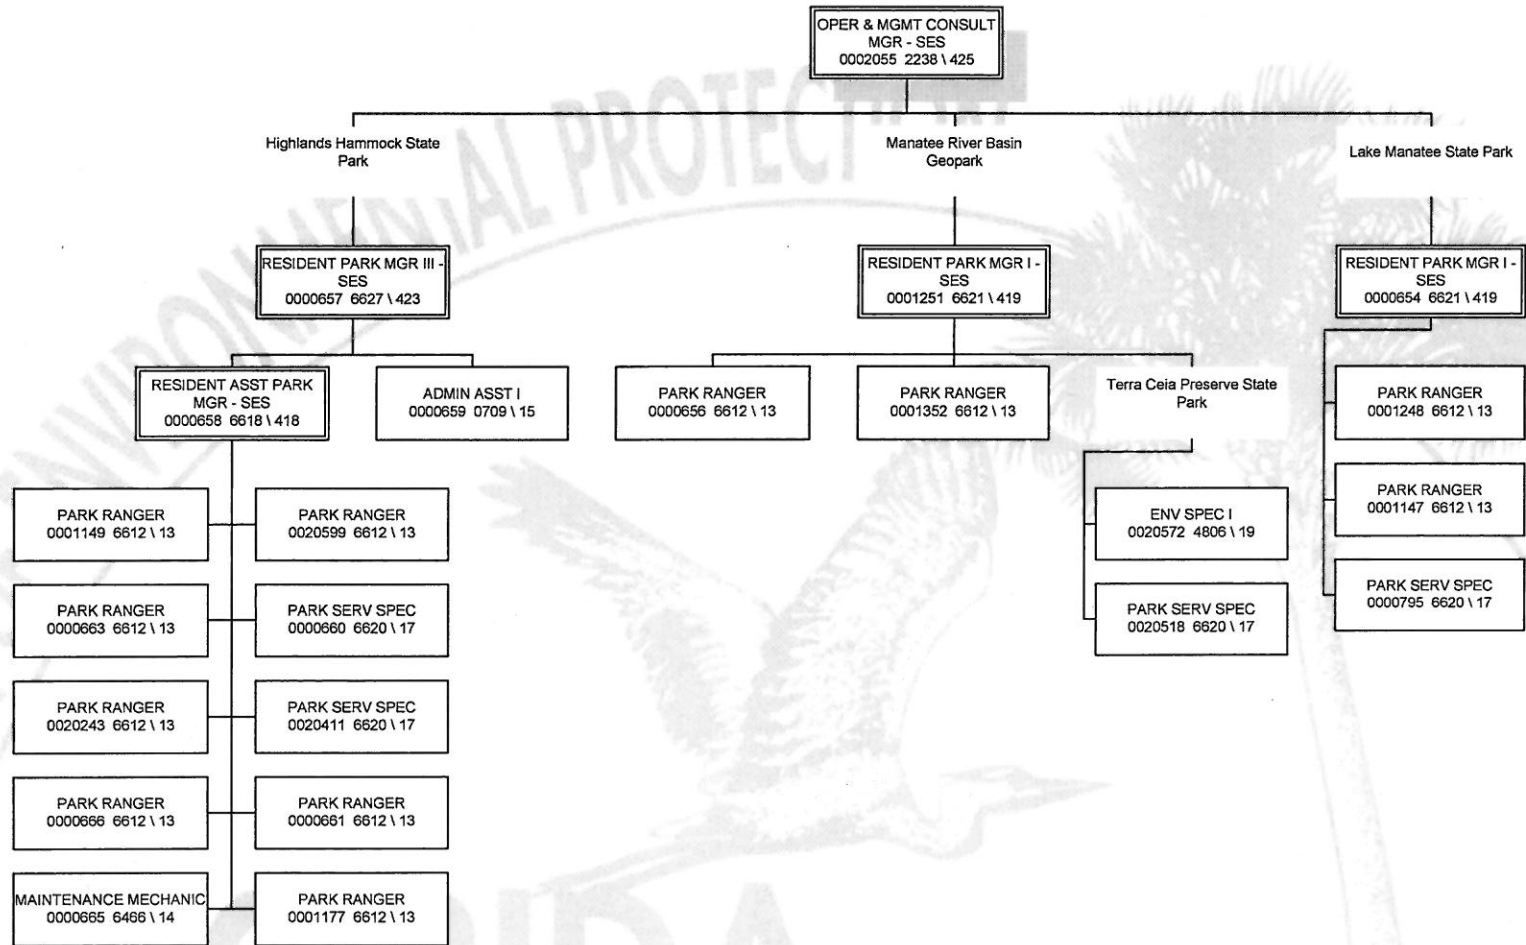 OPER & MGMT CONSULT
MGR - SES
0002055 2238 \ 425
Highlands Hammock State
Park
Manatee River Basin
Geopark
Lake Manatee State Park
RESIDENT PARK MGR III -
SES
0000657 6627 \ 423
RESIDENT PARK MGR I -
SES
0001251 6621 \ 419
RESIDENT PARK MGR I -
SES
0000654 6621 \ 419
RESIDENT ASST PARK
MGR - SES
0000658 6618 \ 418
ADMIN ASST I
0000659 0709 \ 15
PARK RANGER
0000656 6612 \ 13
PARK RANGER
0001352 6612 \ 13
Terra Ceia Preserve State
Park
PARK RANGER
0001248 6612 \ 13
PARK RANGER
0001149 6612 \ 13
PARK RANGER
0020599 6612 \ 13
ENV SPEC I
0020572 4806 \ 19
PARK RANGER
0001147 6612 \ 13
PARK RANGER
0000663 6612 \ 13
PARK SERV SPEC
0000660 6620 \ 17
PARK SERV SPEC
0020518 6620 \ 17
PARK SERV SPEC
0000795 6620 \ 17
PARK RANGER
0020243 6612 \ 13
PARK SERV SPEC
0020411 6620 \ 17
PARK RANGER
0000666 6612 \ 13
PARK RANGER
0000661 6612 \ 13
MAINTENANCE MECHANIC
0000665 6466 \ 14
PARK RANGER
0001177 6612 \ 13
ENVIRONMENTAL PROTECT